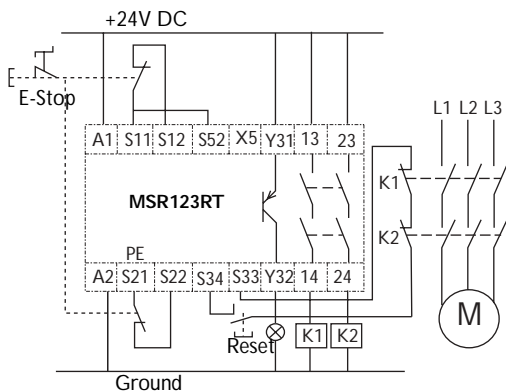 +24V DC
E-Stop
A1 S11 S12 S52 X5 Y31 13 23
L1 L2 L3
K1
MSR123RT
K2
PE
A2 S21 S22 S34 S33 Y32 14 24
M
Reset
K1 K2
Ground